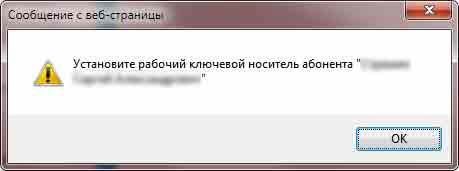 Сообщение с веб-страницы
Установите рабочий ключевой носитель абонента "
"
OK